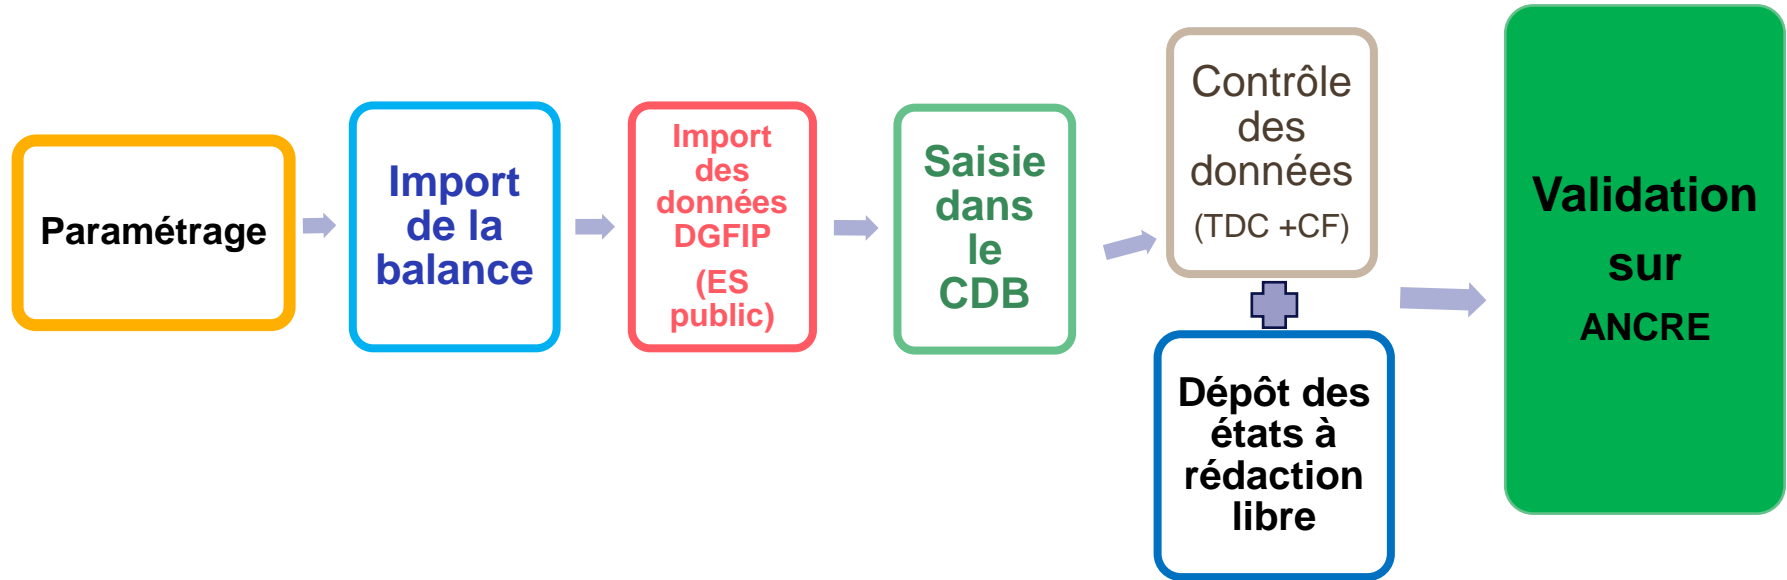 Paramétrage
Import
de la
balance
Import
des
données
DGFIP
(ES
public)
Saisie
dans
le
CDB
Contrôle
des
données
(TDC +CF)
Dépôt des
états à
rédaction
libre
Validation
sur
ANCRE